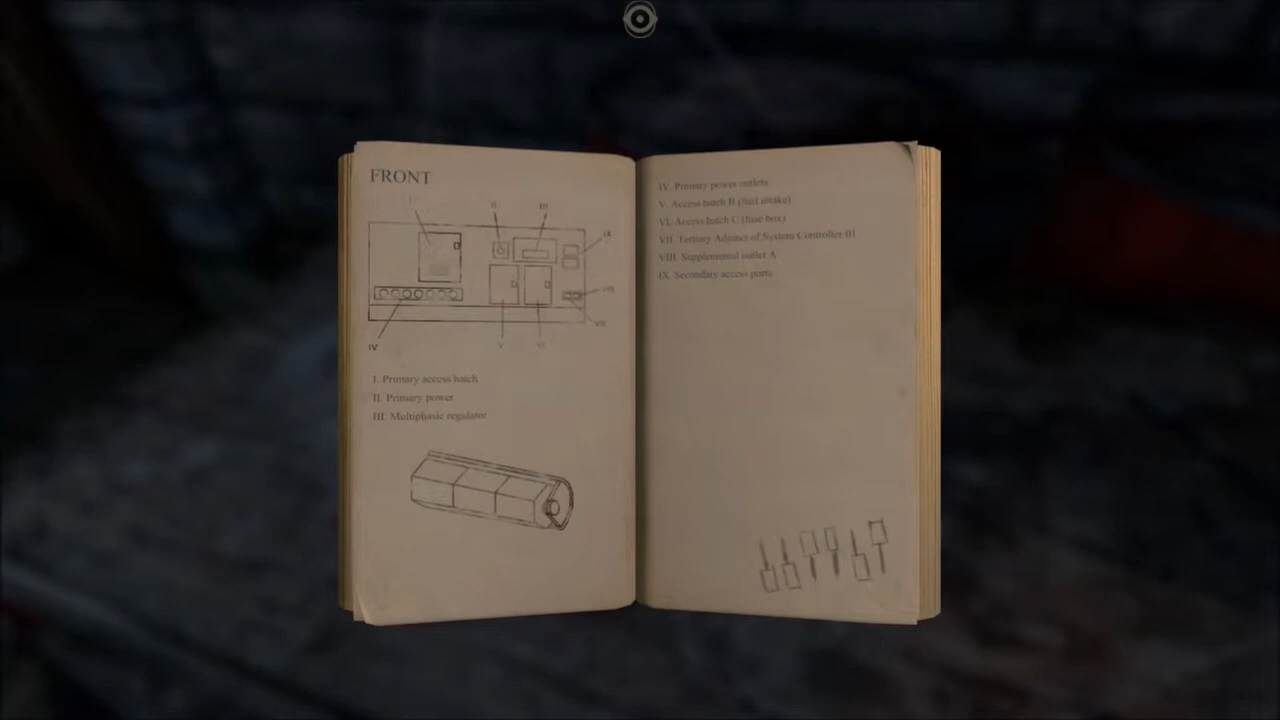 FRONT
I
II
III
IX
VIII
VII
IV
V
VI
I. Primary access hatch
II. Primary power
III. Multiphasic regulator
IV. Primary power outlets
V. Access hatch B (fuel intake)
VI. Access hatch C (fuse box)
VII. Tertiary Adjunct of System Controller 01
VIII. Supplemental outlet A
IX. Secondary access ports